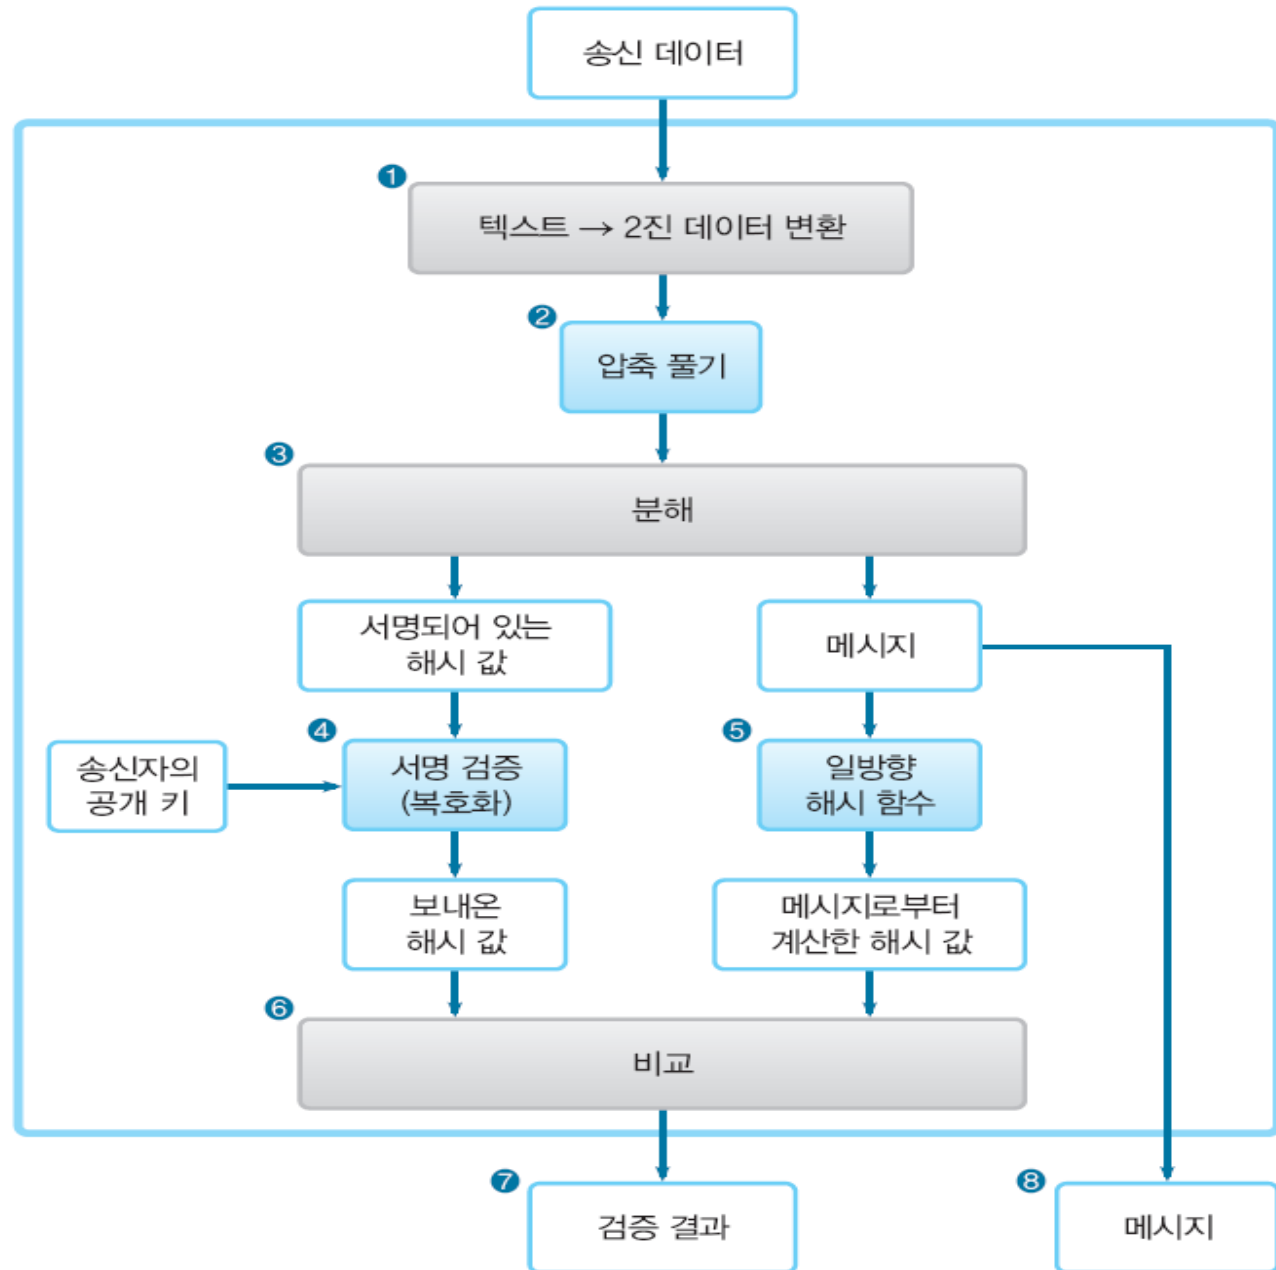 송신 데이터
❶
텍스트 → 2진 데이터 변환
❷
압축 풀기
❸
분해
서명되어 있는
해시 값
메시지
송신자의
공개 키
❹
서명 검증
(복호화)
❺
일방향
해시 함수
보내온
해시 값
메시지로부터
계산한 해시 값
❻
비교
❼
검증 결과
❽
메시지